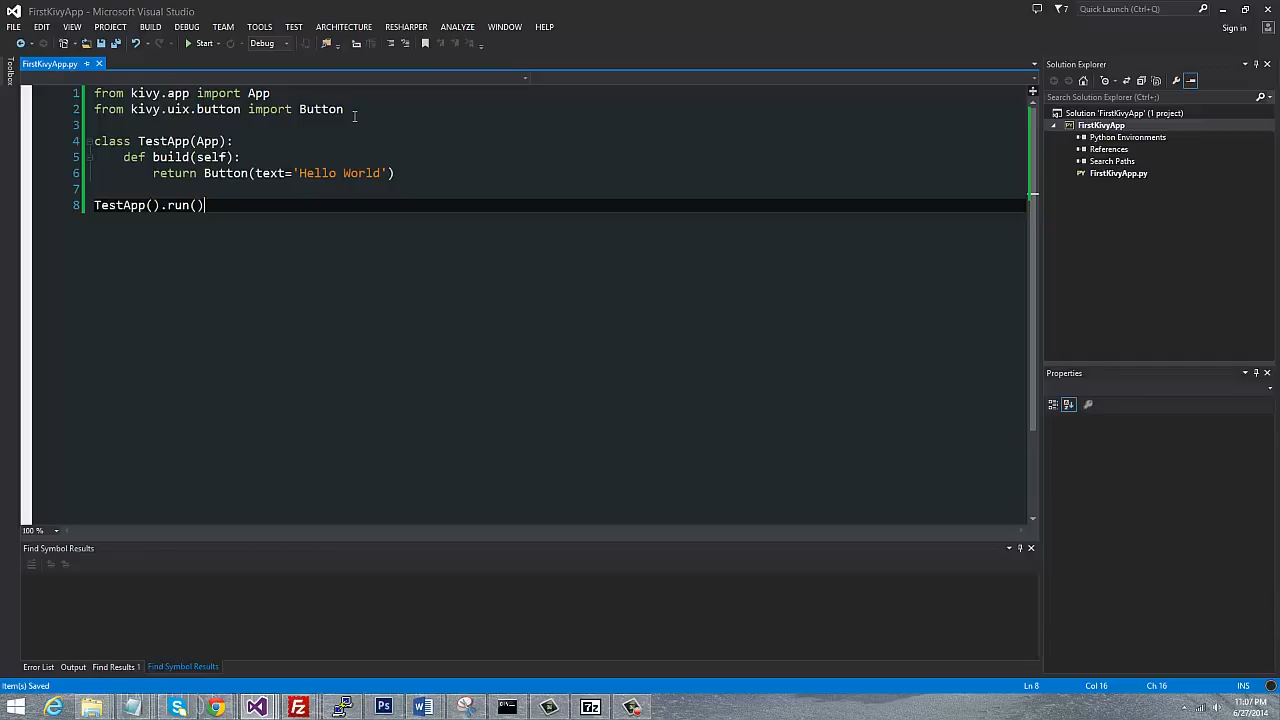 FirstKivyApp - Microsoft Visual Studio
7
Quick Launch (Ctrl+Q)
FILE EDIT VIEW PROJECT BUILD DEBUG TEAM TOOLS TEST ARCHITECTURE RESHARPER ANALYZE WINDOW HELP
Sign in
Start
Debug
Toolbox
FirstKivyApp.py
1 from kivy.app import App
2 from kivy.uix.button import Button
3
4 class TestApp(App):
5 def build(self):
6 return Button(text='Hello World')
7
8 TestApp().run()
100 %
Solution Explorer
Search Solution Explorer (Ctrl+;)
Solution 'FirstKivyApp' (1 project)
FirstKivyApp
Python Environments
References
Search Paths
PY FirstKivyApp.py
Properties
Find Symbol Results
Error List Output Find Results 1 Find Symbol Results
Item(s) Saved
Ln 8 Col 16 Ch 16 INS
11:07 PM
6/27/2014